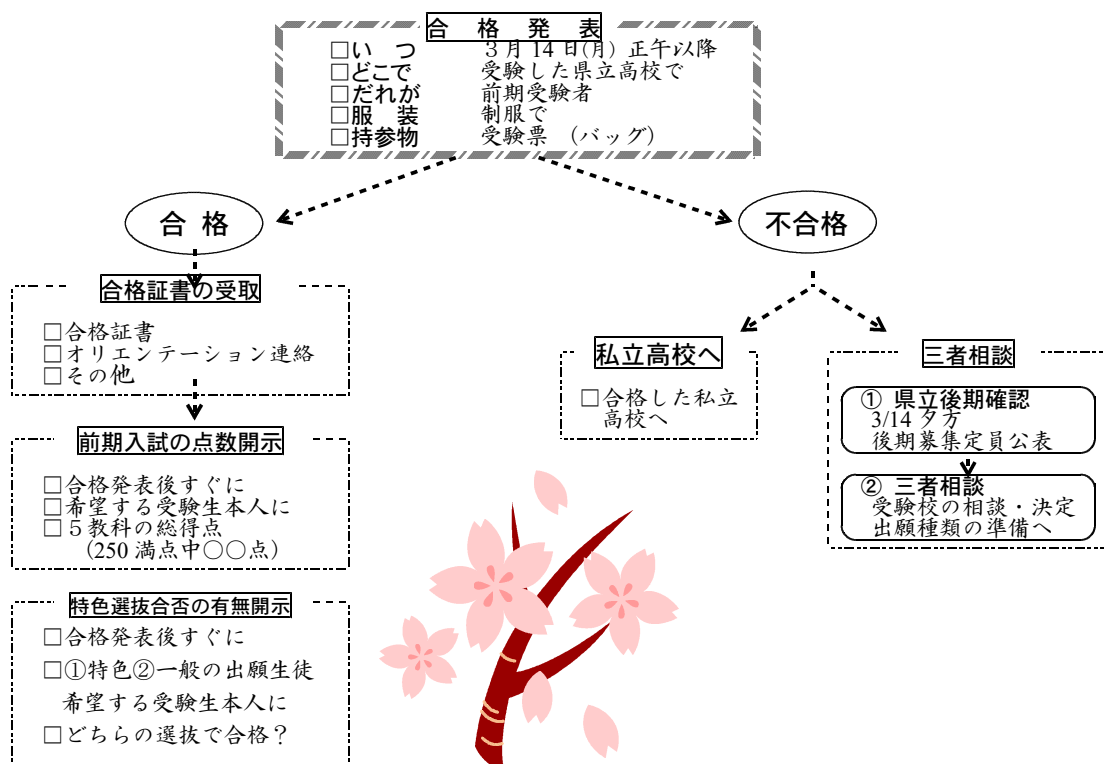 合　格　発　表
□い　つ　　３月14日(月) 正午以降
□どこで　　受験した県立高校で
□だれが　　前期受験者
□服　装　　制服で
□持参物　　受験票　（バッグ）
合 格
合格証書の受取
□合格証書
□オリエンテーション連絡
□その他
前期入試の点数開示
□合格発表後すぐに
□希望する受験生本人に
□５教科の総得点
（250 満点中〇〇点）
特色選抜合否の有無開示
□合格発表後すぐに
□①特色②一般の出願生徒
希望する受験生本人に
□どちらの選抜で合格？
不合格
私立高校へ
□合格した私立
高校へ
三者相談
① 県立後期確認
3/14 夕方
後期募集定員公表
② 三者相談
受験校の相談・決定
出願種類の準備へ